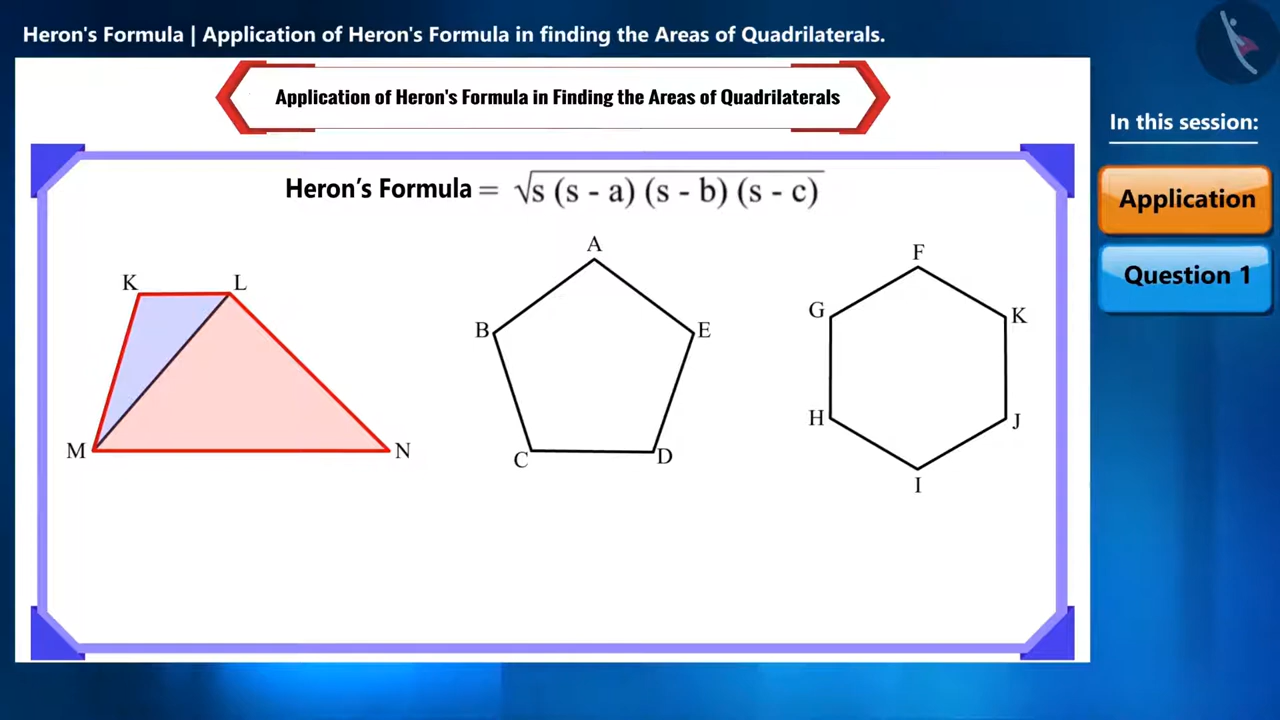 Heron's Formula | Application of Heron's Formula in finding the Areas of Quadrilaterals.
Application of Heron's Formula in Finding the Areas of Quadrilaterals
In this session:
Application
Question 1
Heron's Formula = √s (s - a) (s - b) (s - c)
K
L
M
N
A
B
E
C
D
F
G
K
H
J
I